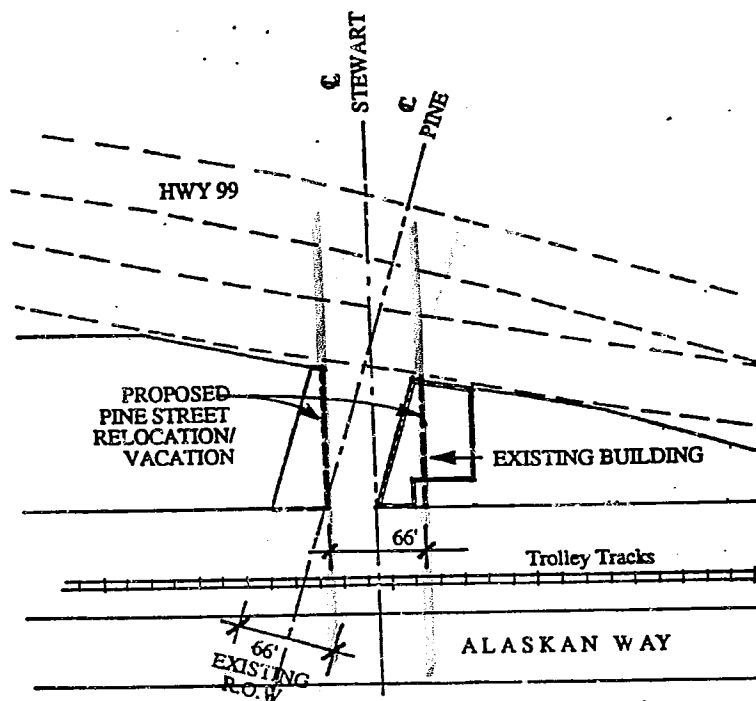 ℄ STEWART
℄ PINE
HWY 99
PROPOSED
PINE STREET
RELOCATION/
VACATION
EXISTING BUILDING
66'
Trolley Tracks
ALASKAN WAY
66'
EXISTING
R.O.W